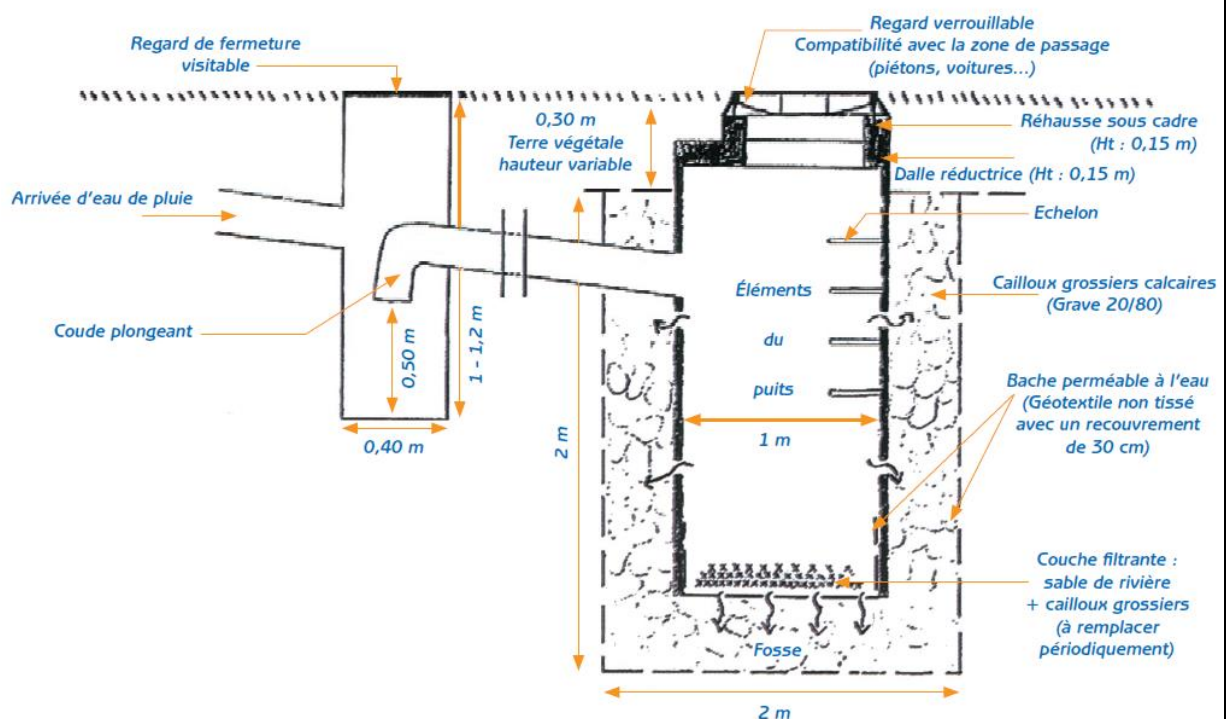 Regard de fermeture
visitable
Regard verrouillable
Compatibilité avec la zone de passage
(piétons, voitures...)
0,30 m
Terre végétale
hauteur variable
Réhausse sous cadre
(Ht : 0,15 m)
Dalle réductrice (Ht : 0,15 m)
Arrivée d'eau de pluie
Echelon
Éléments
du
puits
Cailloux grossiers calcaires
(Grave 20/80)
Coude plongeant
0,50 m
1 - 1,2 m
0,40 m
2 m
1 m
Bache perméable à l'eau
(Géotextile non tissé
avec un recouvrement
de 30 cm)
Couche filtrante :
sable de rivière
+ cailloux grossiers
(à remplacer
périodiquement)
Fosse
2 m